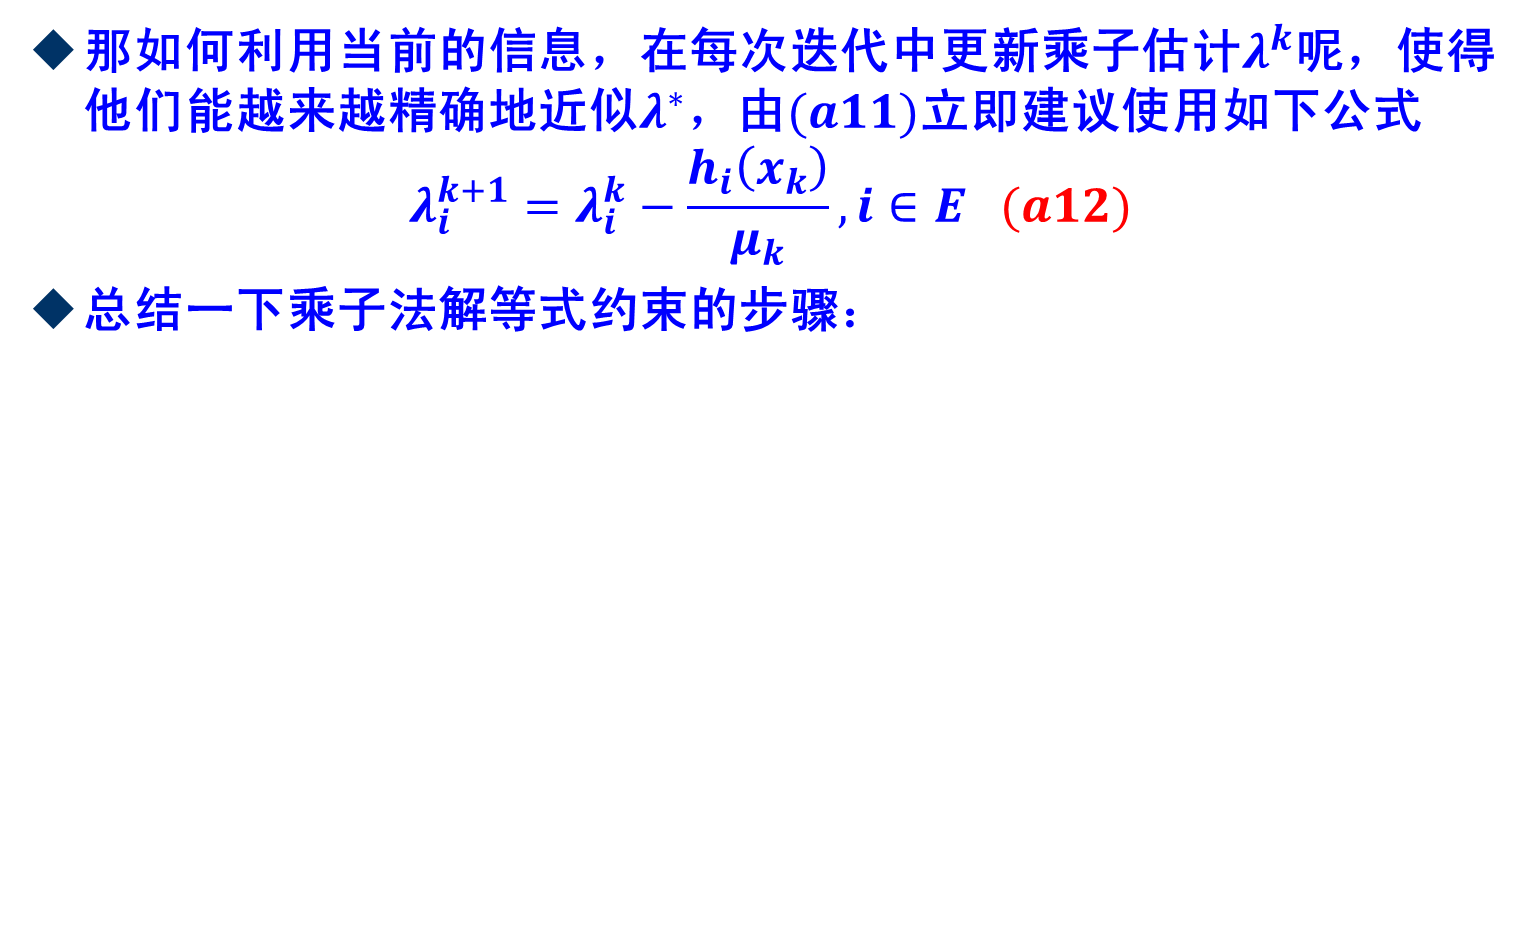 ◆ 那如何利用当前的信息，在每次迭代中更新乘子估计λ^k呢，使得
他们能越来越精确地近似λ*，由(a11)立即建议使用如下公式
λ_i^{k+1} = λ_i^k − \frac{h_i(x_k)}{μ_k}, i ∈ E (a12)
◆ 总结一下乘子法解等式约束的步骤：